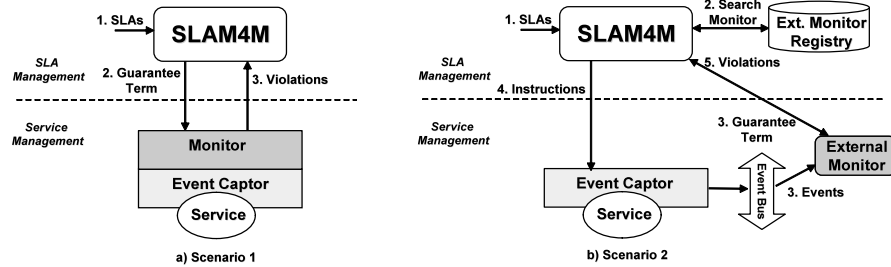 1. SLAs
SLAM4M
SLA
Management
2. Guarantee
Term
3. Violations
Service
Management
Monitor
Event Captor
Service
a) Scenario 1
1. SLAs
SLAM4M
2. Search
Monitor
Ext. Monitor
Registry
SLA
Management
5. Violations
4. Instructions
Service
Management
3. Guarantee
Term
External
Monitor
Event Captor
Service
Event Bus
3. Events
b) Scenario 2